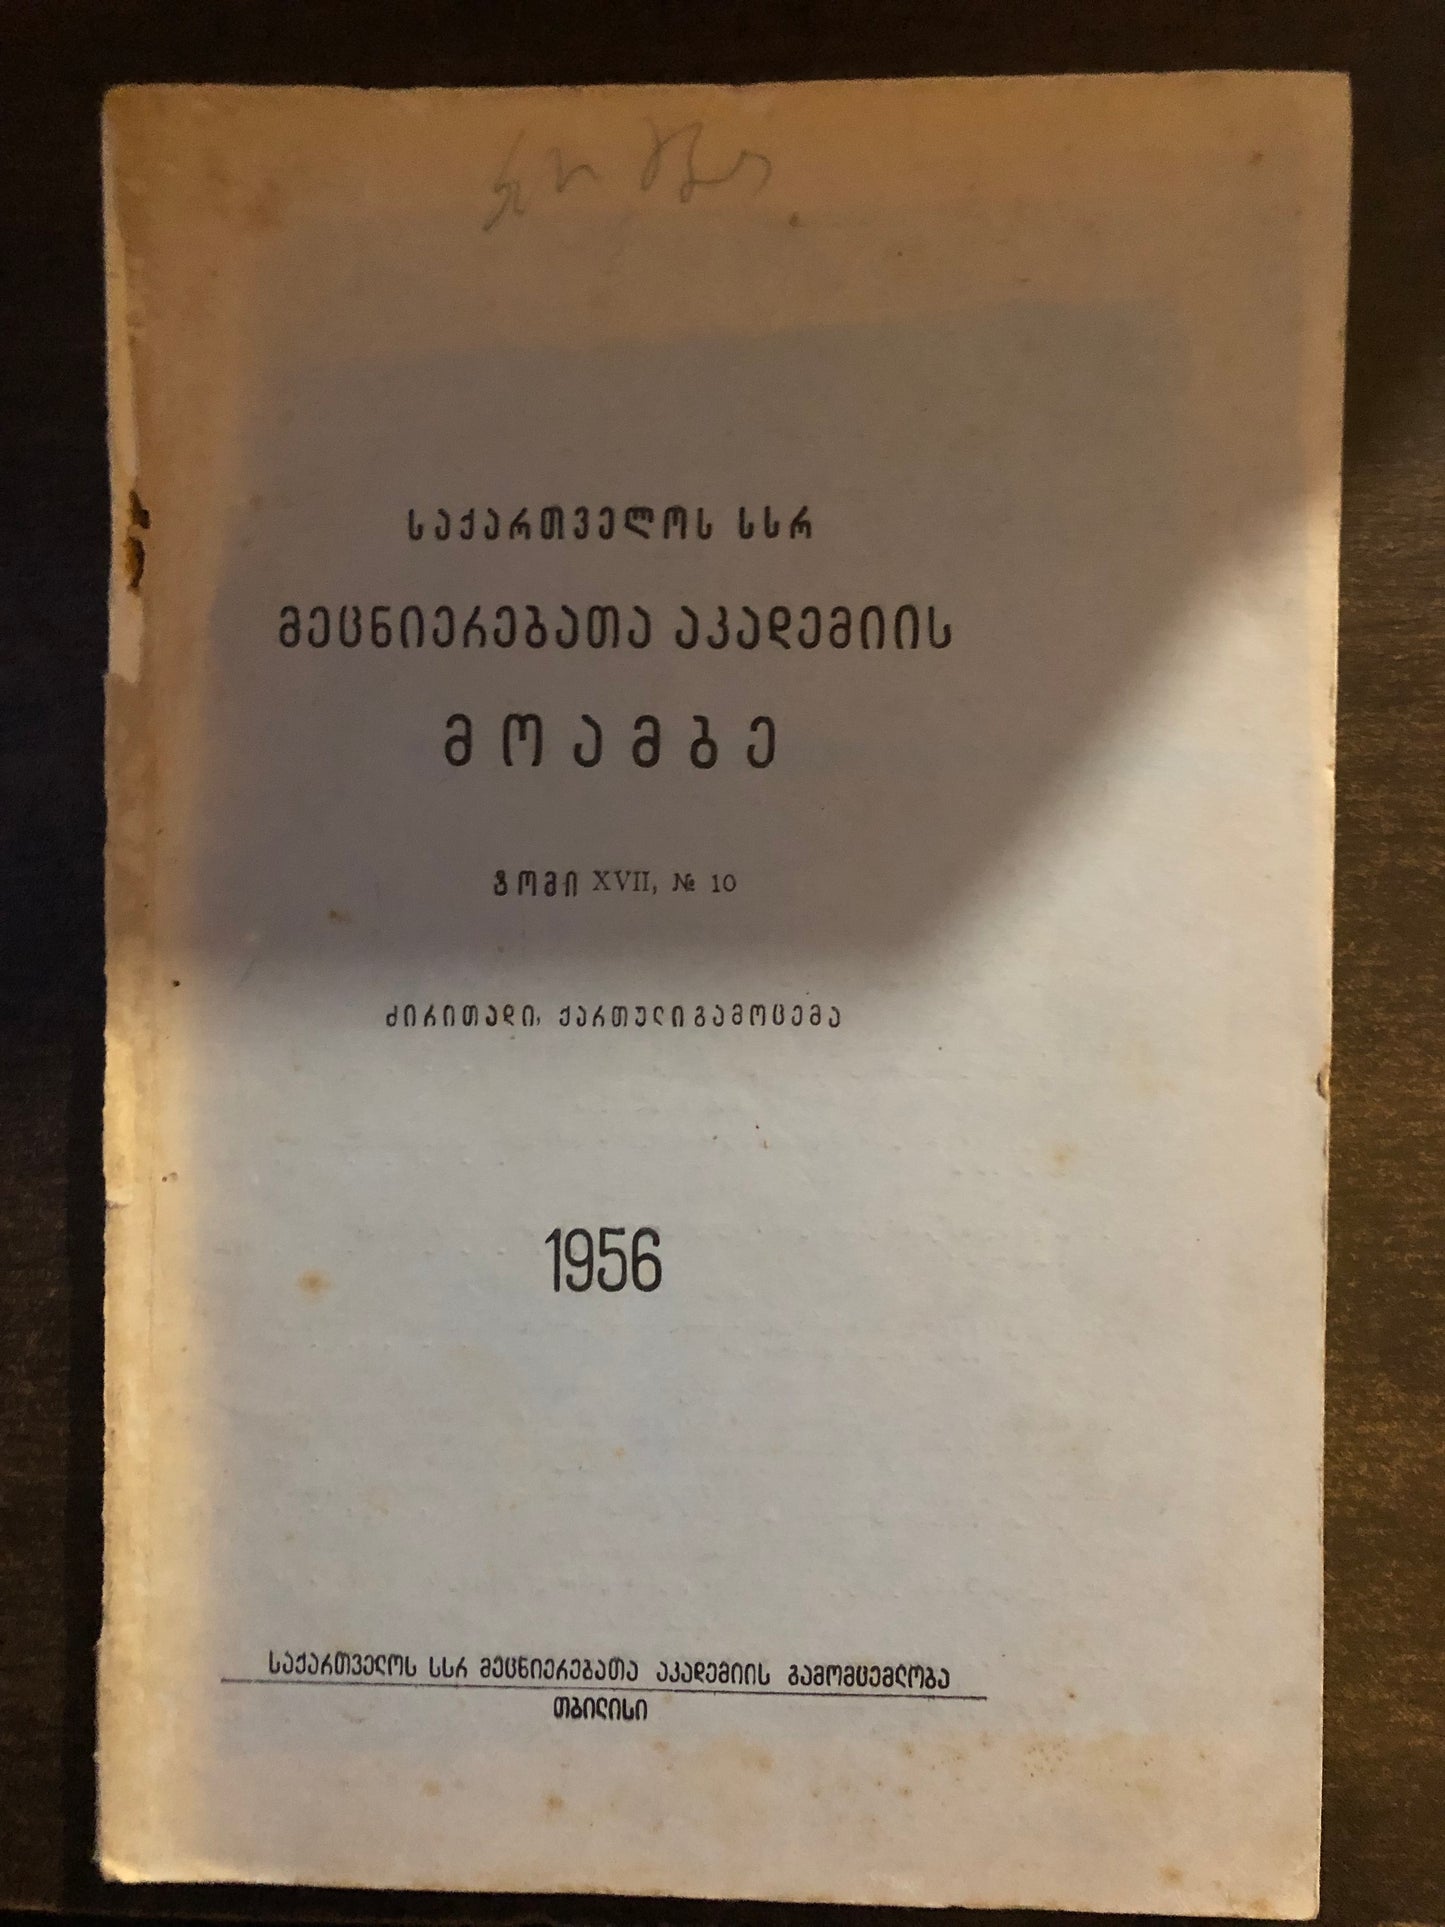 საქართველოს სსრ
მეცნიერებათა აკადემიის
მოამბე
ტომი XVII, № 10
ძირითადი, ქართული გამოცემა
1956
საქართველოს სსრ მეცნიერებათა აკადემიის გამომცემლობა
თბილისი